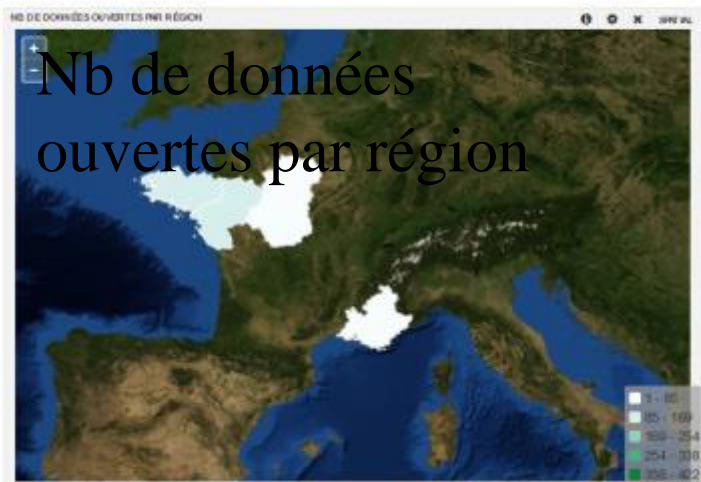 NB DE DONNÉES OUVERTES PAR RÉGION
Nb de données
ouvertes par région
+
−
1 - 85
85 - 169
169 - 254
254 - 338
338 - 422